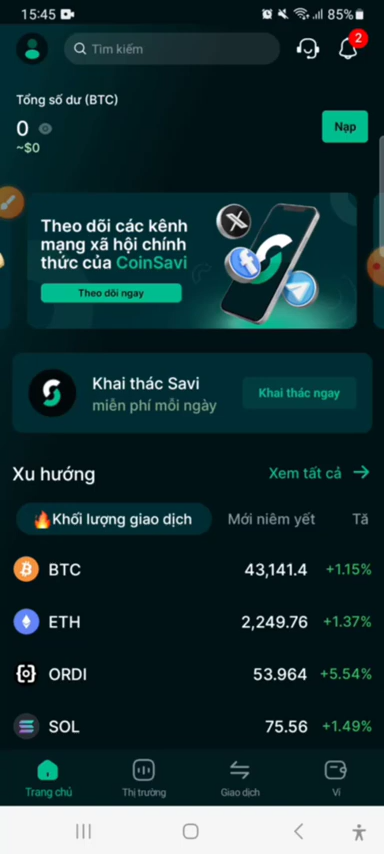 15:45
85%
2
Tìm kiếm
Tổng số dư (BTC)
0
~$0
Nạp
Theo dõi các kênh
mạng xã hội chính
thức của CoinSavi
Theo dõi ngay
Khai thác Savi
miễn phí mỗi ngày
Khai thác ngay
Xu hướng
Xem tất cả
Khối lượng giao dịch
Mới niêm yết
Tă
BTC 43,141.4 +1.15%
ETH 2,249.76 +1.37%
ORDI 53.964 +5.54%
SOL 75.56 +1.49%
Trang chủ
Thị trường
Giao dịch
Ví